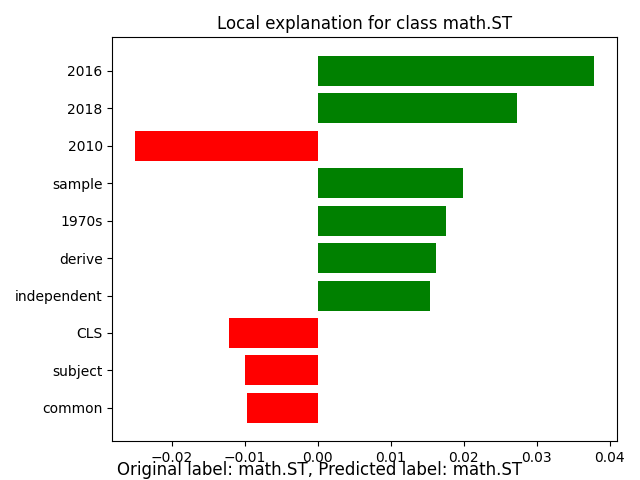 Local explanation for class math.ST
2016
2018
2010
sample
1970s
derive
independent
CLS
subject
common
−0.02 −0.01 0.00 0.01 0.02 0.03 0.04
Original label: math.ST, Predicted label: math.ST